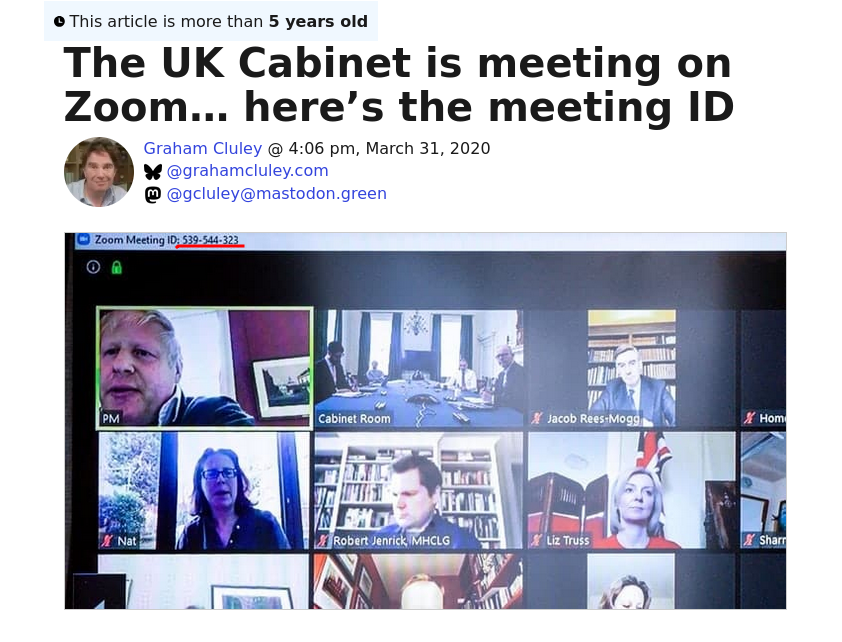 This article is more than 5 years old
The UK Cabinet is meeting on
Zoom… here’s the meeting ID
Graham Cluley @ 4:06 pm, March 31, 2020
@grahamcluley.com
@gcluley@mastodon.green
Zoom Meeting ID: 539-544-323
PM
Cabinet Room
Jacob Rees-Mogg
Hom
Nat
Robert Jenrick, MHCLG
Liz Truss
Sharm